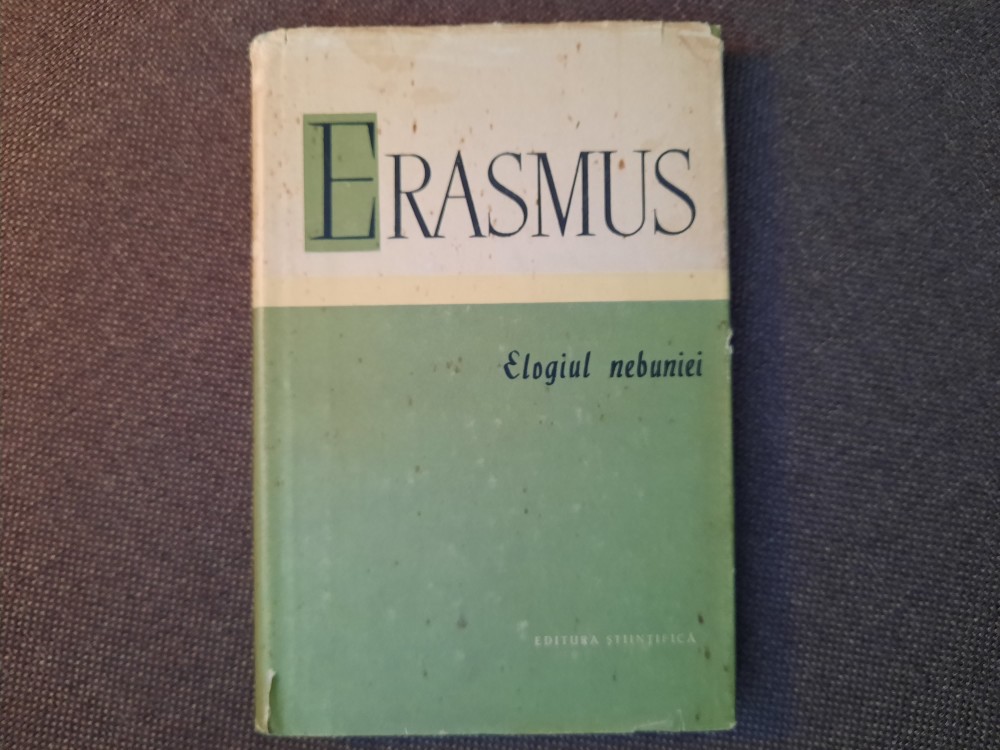 ERASMUS
Elogiul nebuniei
EDITURA ȘTIINȚIFICĂ